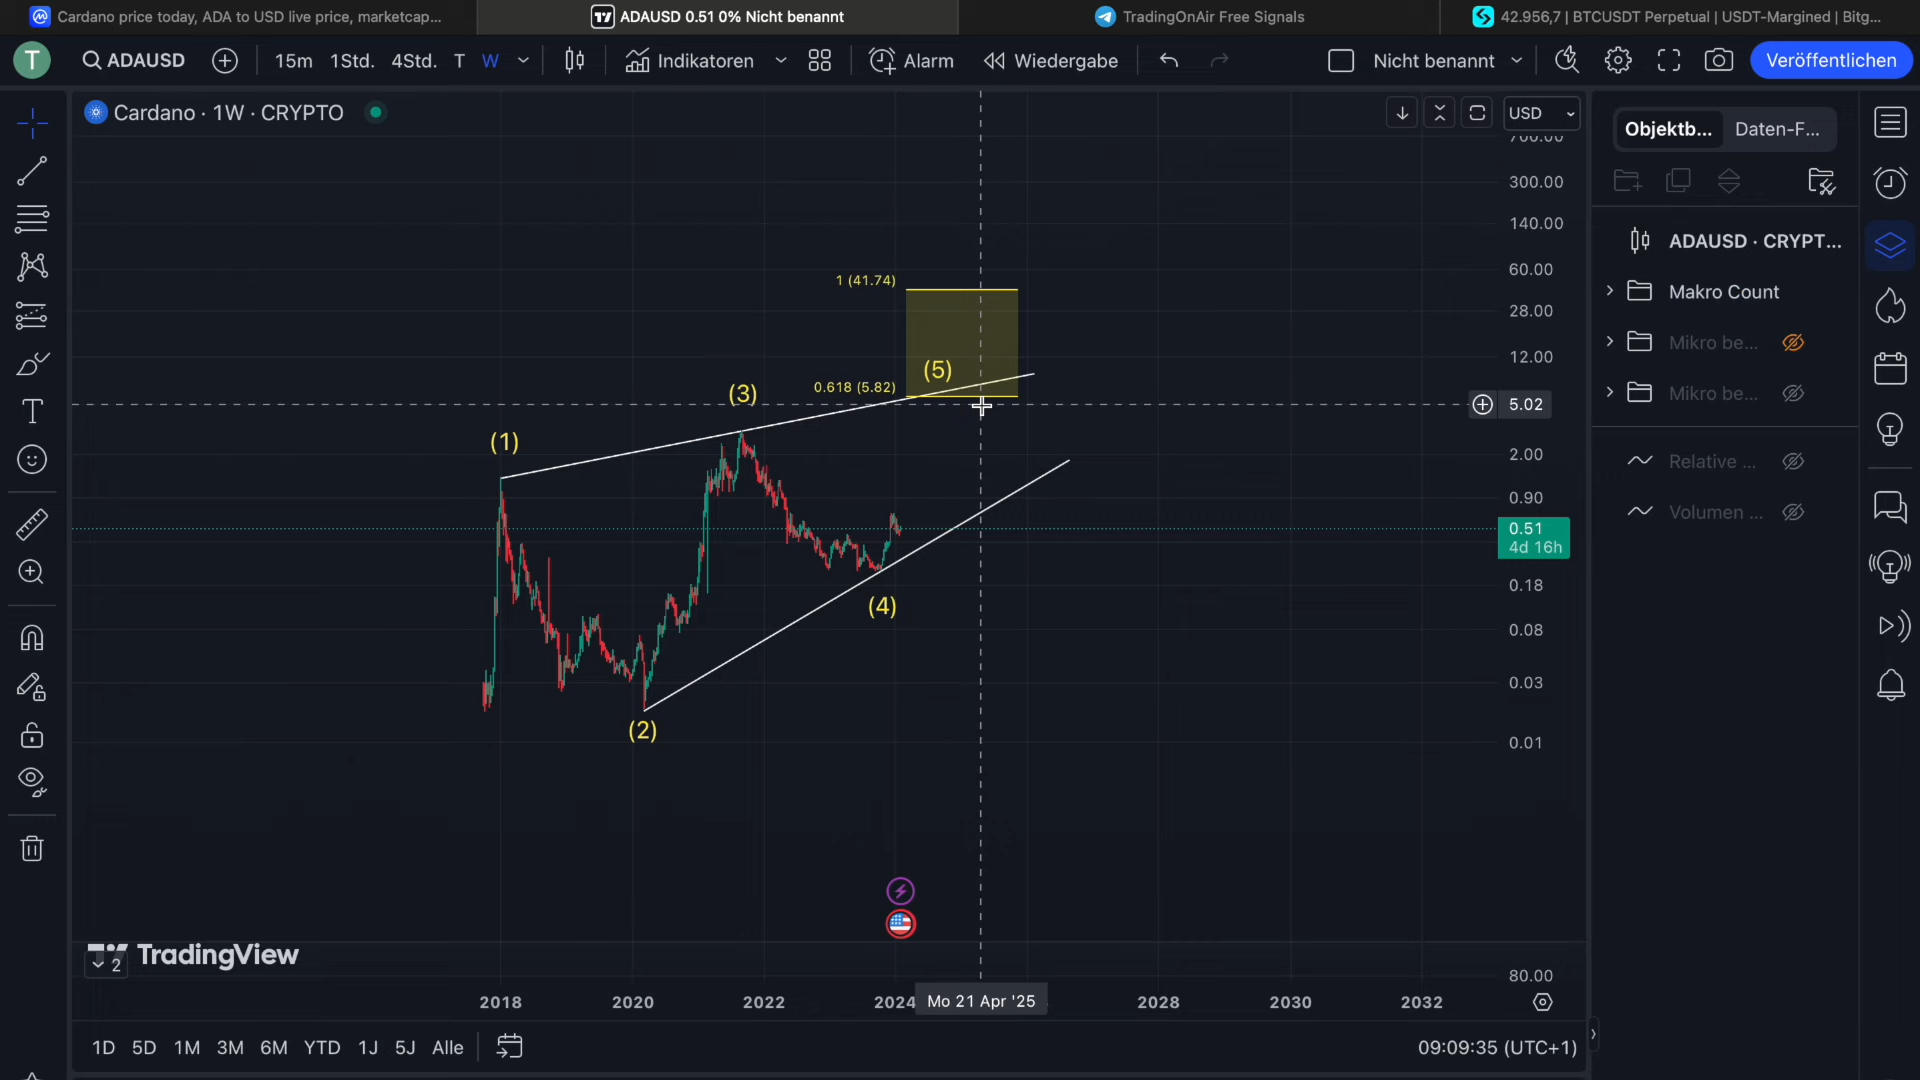 Cardano price today, ADA to USD live price, marketcap...
ADAUSD 0.51 0% Nicht benannt
TradingOnAir Free Signals
42.956,7 | BTCUSDT Perpetual | USDT-Margined | Bitg...
T
ADAUSD
15m
1Std.
4Std.
T
W
Indikatoren
Alarm
Wiedergabe
Nicht benannt
Veröffentlichen
Cardano · 1W · CRYPTO
USD
Objektb...
Daten-F...
700.00
300.00
140.00
60.00
28.00
12.00
5.02
2.00
0.90
0.51
4d 16h
0.18
0.08
0.03
0.01
80.00
ADAUSD · CRYPT...
Makro Count
Mikro be...
Mikro be...
Relative ...
Volumen ...
1 (41.74)
0.618 (5.82)
(5)
(3)
(1)
(4)
(2)
TradingView
2
2018
2020
2022
2024
Mo 21 Apr '25
2028
2030
2032
1D
5D
1M
3M
6M
YTD
1J
5J
Alle
09:09:35 (UTC+1)